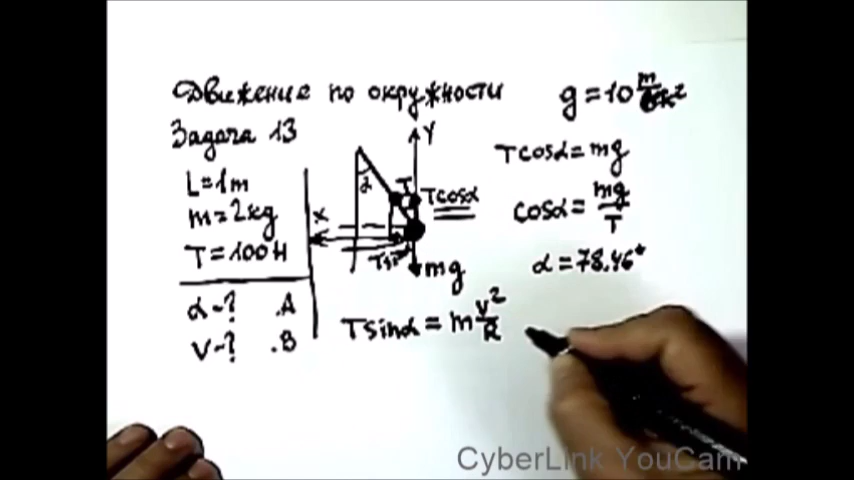 Движение по окружности
g = 10 м/с²
Задача 13
L = 1m
m = 2kg
T = 100H
α - ? .A
v - ? .B
Y
X
α
T
Tcosα
mg
Tcosα = mg
cosα = mg/T
α = 78.46°
Tsinα = m v²/R
CyberLink YouCam